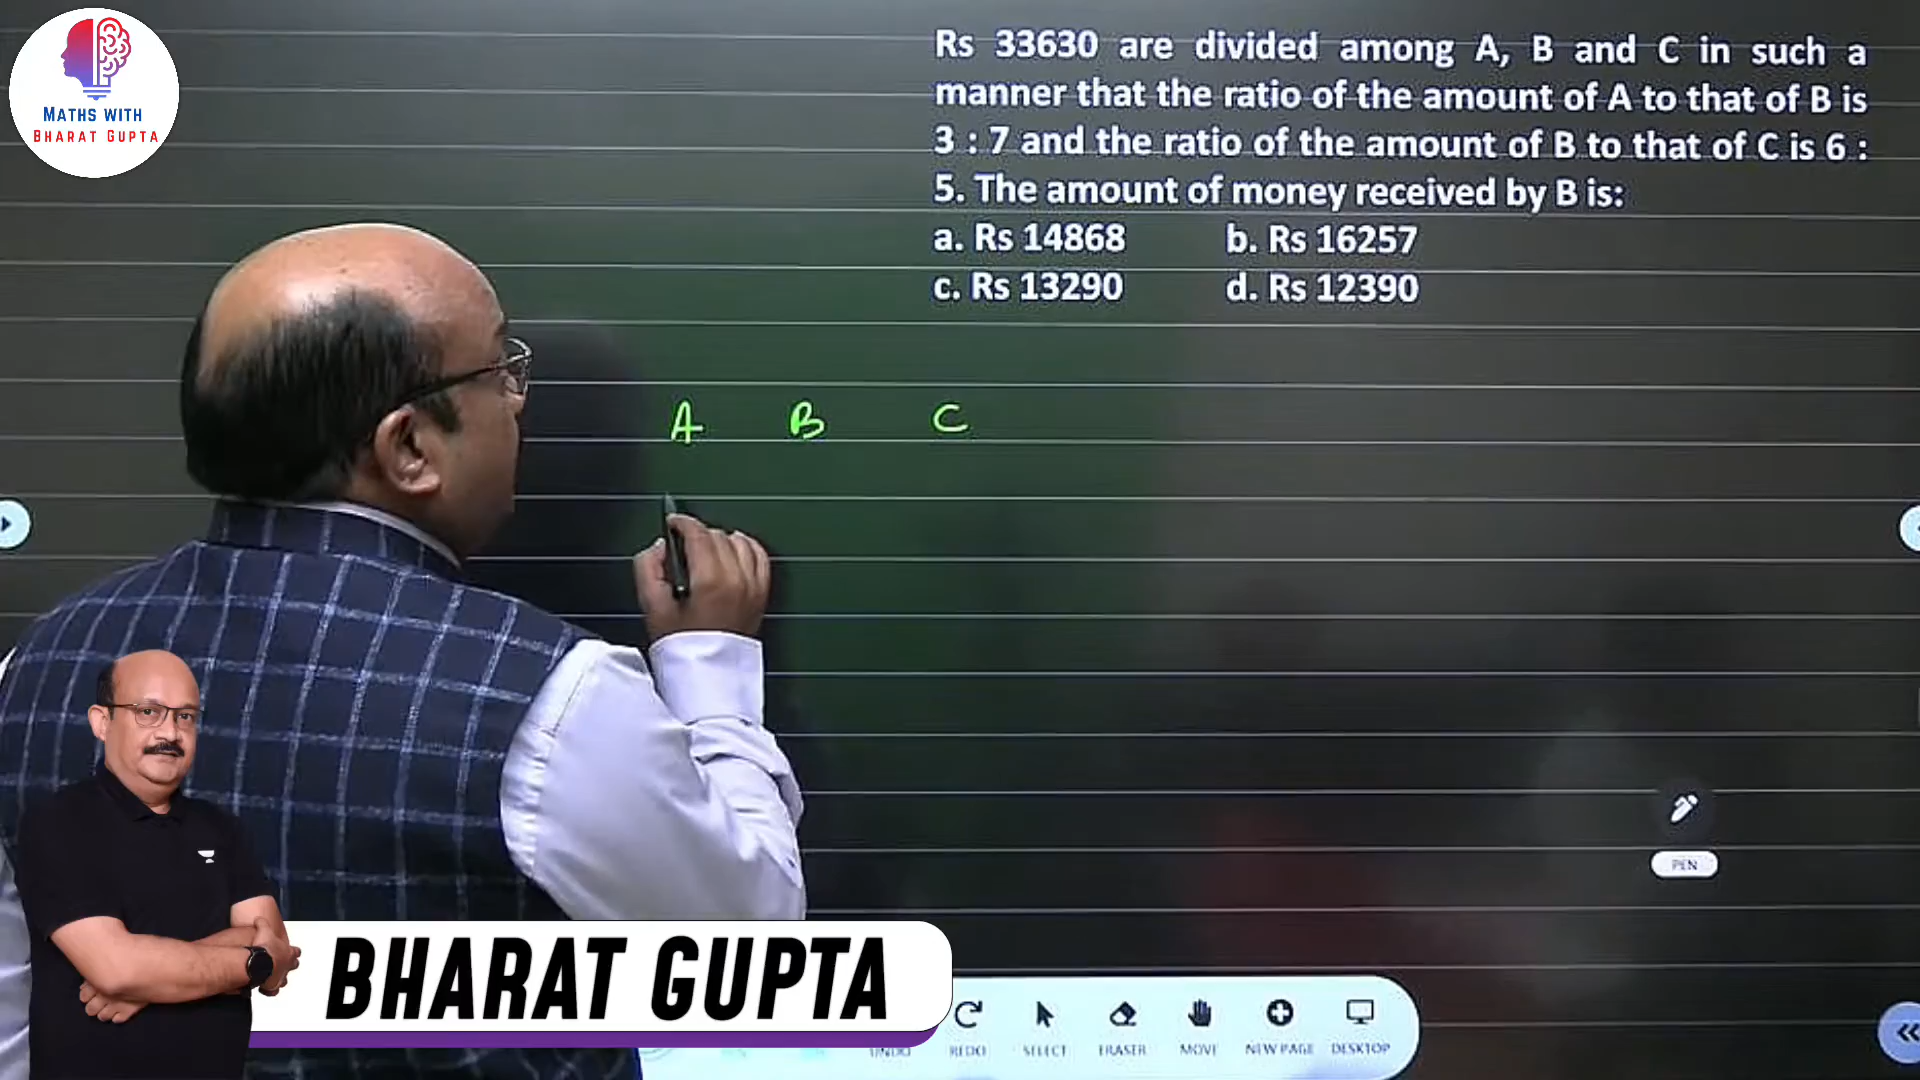 MATHS WITH
BHARAT GUPTA
Rs 33630 are divided among A, B and C in such a
manner that the ratio of the amount of A to that of B is
3 : 7 and the ratio of the amount of B to that of C is 6 :
5. The amount of money received by B is:
a. Rs 14868 b. Rs 16257
c. Rs 13290 d. Rs 12390
A B C
PEN
BHARAT GUPTA
UNDO REDO SELECT ERASER MOVE NEW PAGE DESKTOP